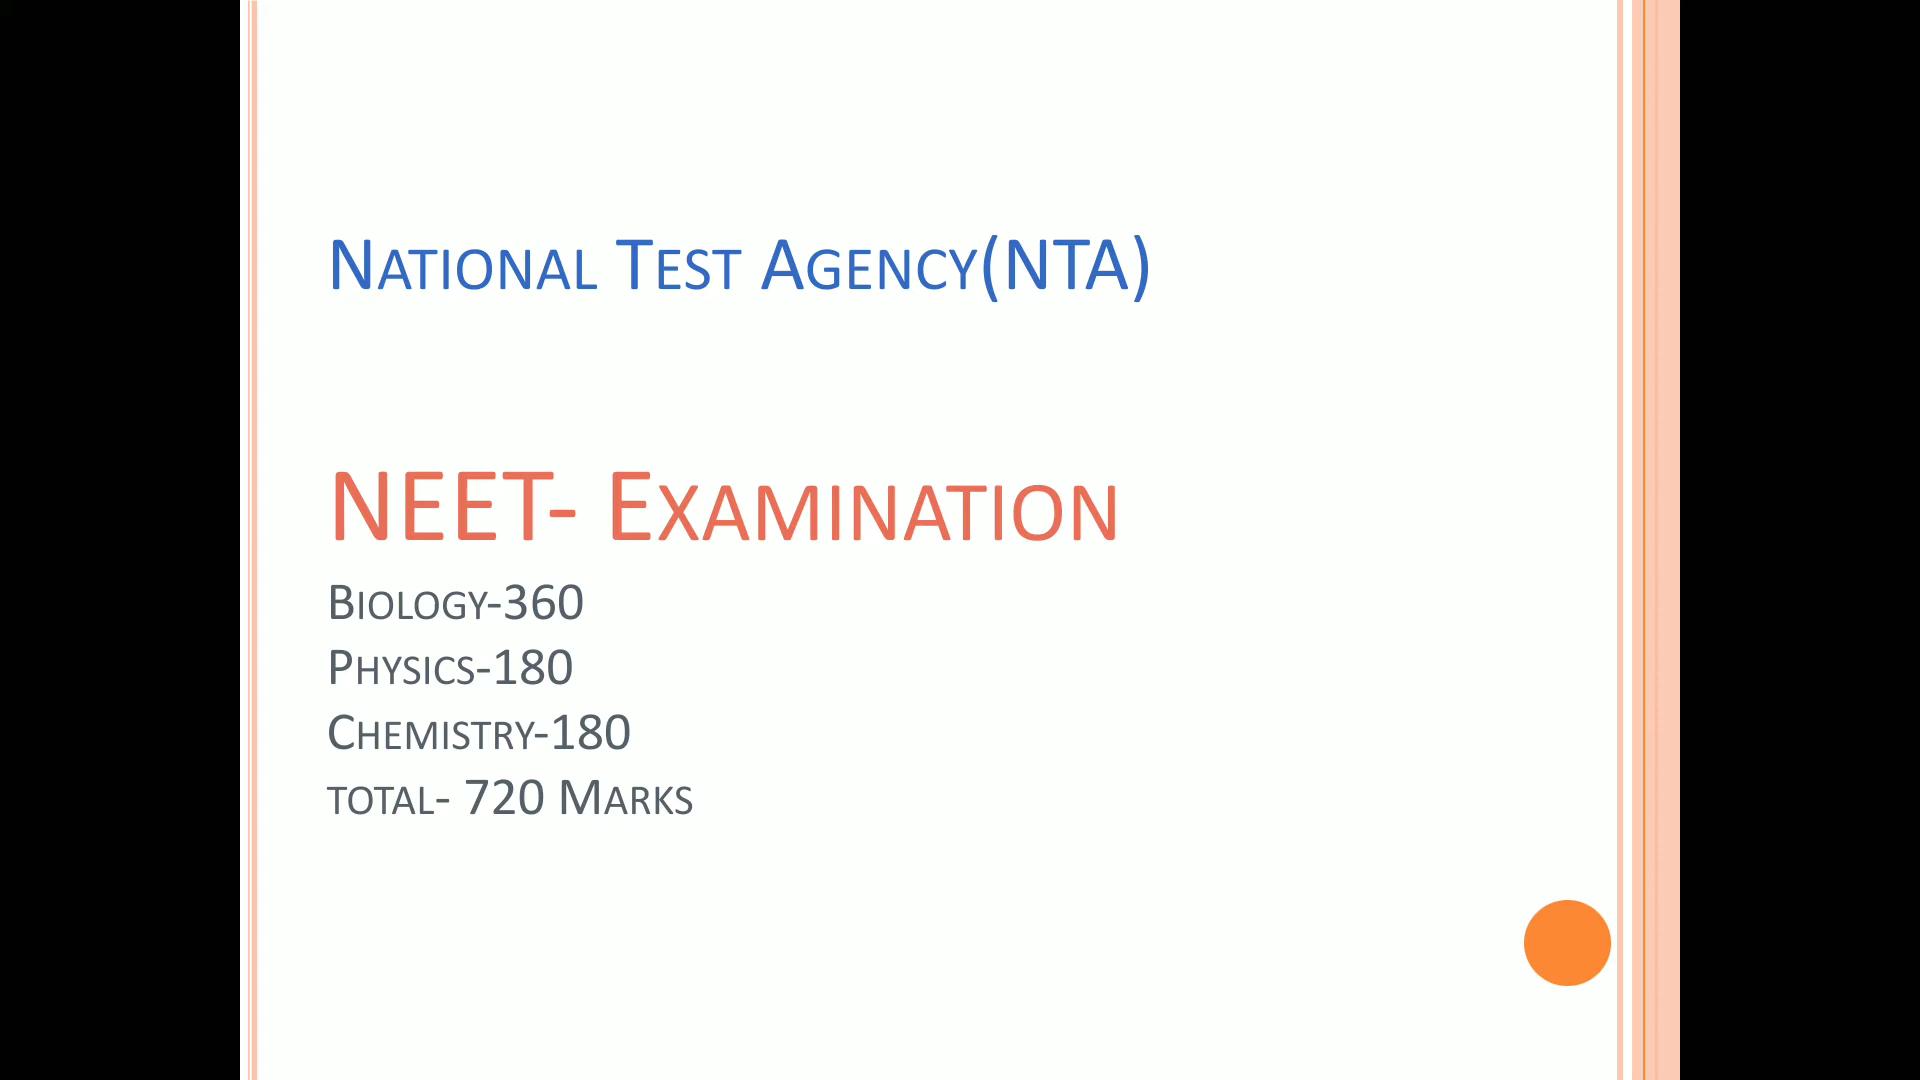 National Test Agency(NTA)
NEET- Examination
Biology-360
Physics-180
Chemistry-180
total- 720 Marks